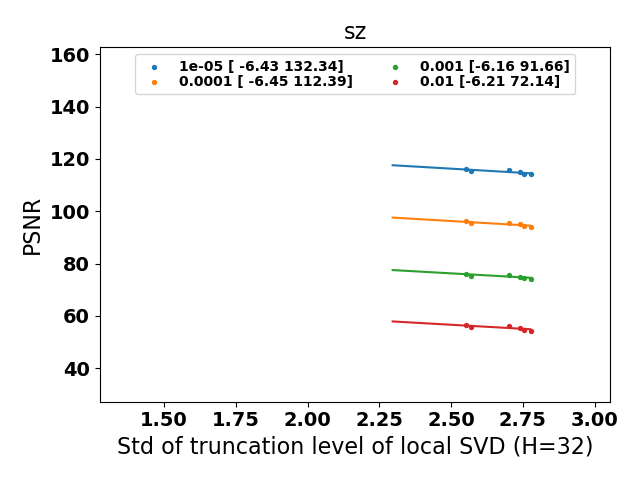 sz
1e-05 [ -6.43 132.34]
0.0001 [ -6.45 112.39]
0.001 [-6.16 91.66]
0.01 [-6.21 72.14]
160
140
120
100
80
60
40
PSNR
1.50 1.75 2.00 2.25 2.50 2.75 3.00
Std of truncation level of local SVD (H=32)